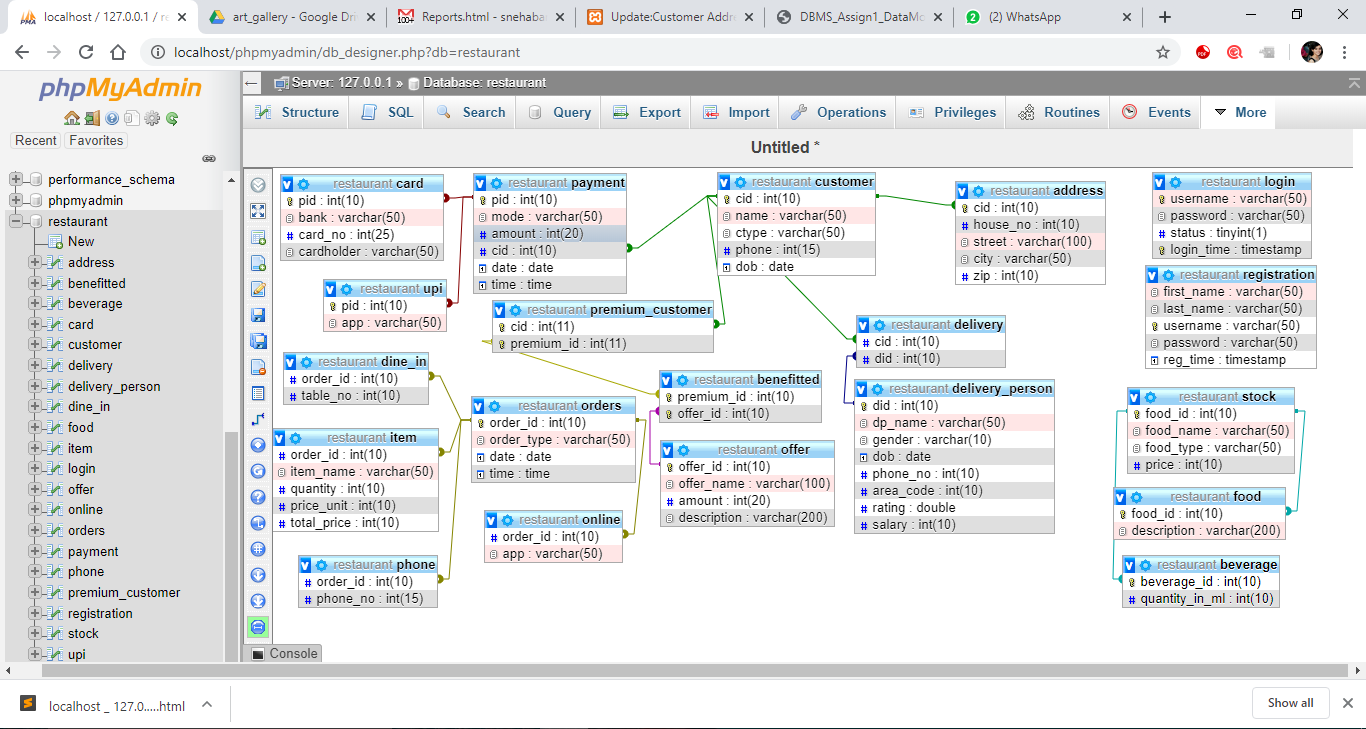 localhost / 127.0.0.1 / re
art_gallery - Google Dri
Reports.html - snehaba
Update:Customer Addr
DBMS_Assign1_DataMo
2 (2) WhatsApp
localhost/phpmyadmin/db_designer.php?db=restaurant
phpMyAdmin
Recent Favorites
performance_schema
phpmyadmin
restaurant
New
address
benefitted
beverage
card
customer
delivery
delivery_person
dine_in
food
item
login
offer
online
orders
payment
phone
premium_customer
registration
stock
upi
Server: 127.0.0.1 » Database: restaurant
Structure SQL Search Query Export Import Operations Privileges Routines Events More
Untitled *
restaurant card
pid : int(10)
bank : varchar(50)
card_no : int(25)
cardholder : varchar(50)
restaurant payment
pid : int(10)
mode : varchar(50)
amount : int(20)
cid : int(10)
date : date
time : time
restaurant customer
cid : int(10)
name : varchar(50)
ctype : varchar(50)
phone : int(15)
dob : date
restaurant address
cid : int(10)
house_no : int(10)
street : varchar(100)
city : varchar(50)
zip : int(10)
restaurant login
username : varchar(50)
password : varchar(50)
status : tinyint(1)
login_time : timestamp
restaurant upi
pid : int(10)
app : varchar(50)
restaurant premium_customer
cid : int(11)
premium_id : int(11)
restaurant delivery
cid : int(10)
did : int(10)
restaurant registration
first_name : varchar(50)
last_name : varchar(50)
username : varchar(50)
password : varchar(50)
reg_time : timestamp
restaurant dine_in
order_id : int(10)
table_no : int(10)
restaurant orders
order_id : int(10)
order_type : varchar(50)
date : date
time : time
restaurant benefitted
premium_id : int(10)
offer_id : int(10)
restaurant delivery_person
did : int(10)
dp_name : varchar(50)
gender : varchar(10)
dob : date
phone_no : int(10)
area_code : int(10)
rating : double
salary : int(10)
restaurant stock
food_id : int(10)
food_name : varchar(50)
food_type : varchar(50)
price : int(10)
restaurant item
order_id : int(10)
item_name : varchar(50)
quantity : int(10)
price_unit : int(10)
total_price : int(10)
restaurant offer
offer_id : int(10)
offer_name : varchar(100)
amount : int(20)
description : varchar(200)
restaurant food
food_id : int(10)
description : varchar(200)
restaurant online
order_id : int(10)
app : varchar(50)
restaurant phone
order_id : int(10)
phone_no : int(15)
restaurant beverage
beverage_id : int(10)
quantity_in_ml : int(10)
Console
localhost _ 127.0.....html
Show all